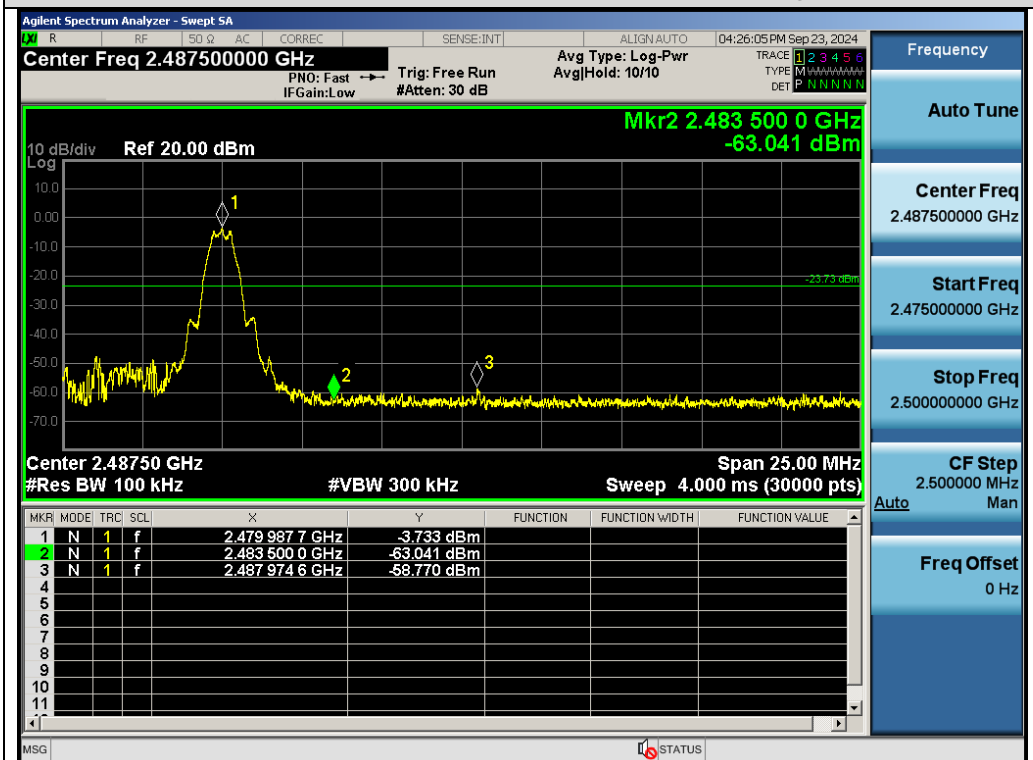 Agilent Spectrum Analyzer - Swept SA
LXI R RF 50 Ω AC CORREC SENSE:INT ALIGNAUTO 04:26:05 PM Sep 23, 2024
Center Freq 2.487500000 GHz
PNO: Fast
IFGain:Low
Trig: Free Run
#Atten: 30 dB
Avg Type: Log-Pwr
Avg|Hold: 10/10
TRACE 1 2 3 4 5 6
TYPE M WWWWW
DET P N N N N N
Mkr2 2.483 500 0 GHz
-63.041 dBm
10 dB/div Ref 20.00 dBm
Log
10.0
0.00
-10.0
-20.0
-30.0
-40.0
-50.0
-60.0
-70.0
1
2
3
-23.73 dBm
Center 2.48750 GHz Span 25.00 MHz
#Res BW 100 kHz #VBW 300 kHz Sweep 4.000 ms (30000 pts)
MKR MODE TRC SCL X Y FUNCTION FUNCTION WIDTH FUNCTION VALUE
1 N 1 f 2.479 987 7 GHz -3.733 dBm
2 N 1 f 2.483 500 0 GHz -63.041 dBm
3 N 1 f 2.487 974 6 GHz -58.770 dBm
4
5
6
7
8
9
10
11
MSG STATUS
Frequency
Auto Tune
Center Freq
2.487500000 GHz
Start Freq
2.475000000 GHz
Stop Freq
2.500000000 GHz
CF Step
2.500000 MHz
Auto Man
Freq Offset
0 Hz